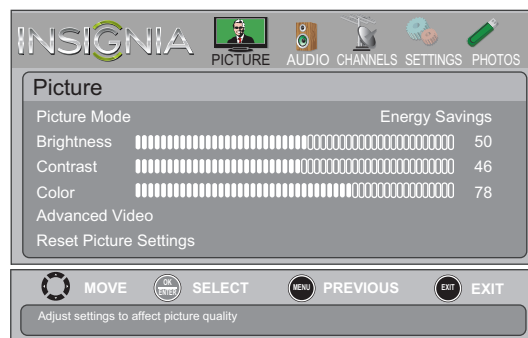 INSIGNIA
PICTURE AUDIO CHANNELS SETTINGS PHOTOS
Picture
Picture Mode Energy Savings
Brightness 50
Contrast 46
Color 78
Advanced Video
Reset Picture Settings
MOVE OK ENTER SELECT MENU PREVIOUS EXIT EXIT
Adjust settings to affect picture quality